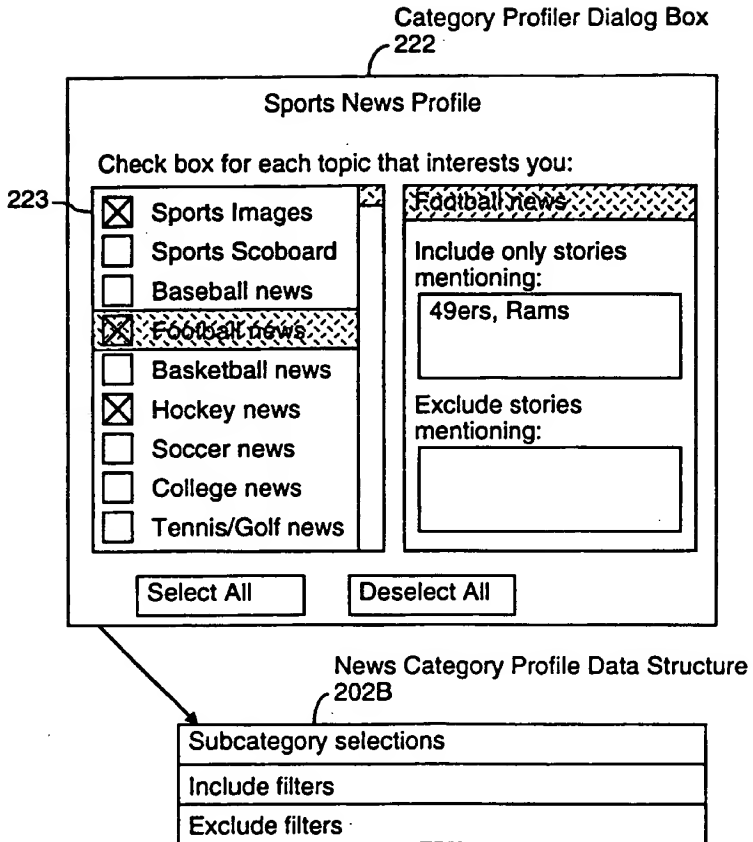 Category Profiler Dialog Box
222
Sports News Profile
Check box for each topic that interests you:
223
Sports Images
Sports Scoboard
Baseball news
Football news
Basketball news
Hockey news
Soccer news
College news
Tennis/Golf news
Football news
Include only stories
mentioning:
49ers, Rams
Exclude stories
mentioning:
Select All
Deselect All
News Category Profile Data Structure
202B
Subcategory selections
Include filters
Exclude filters